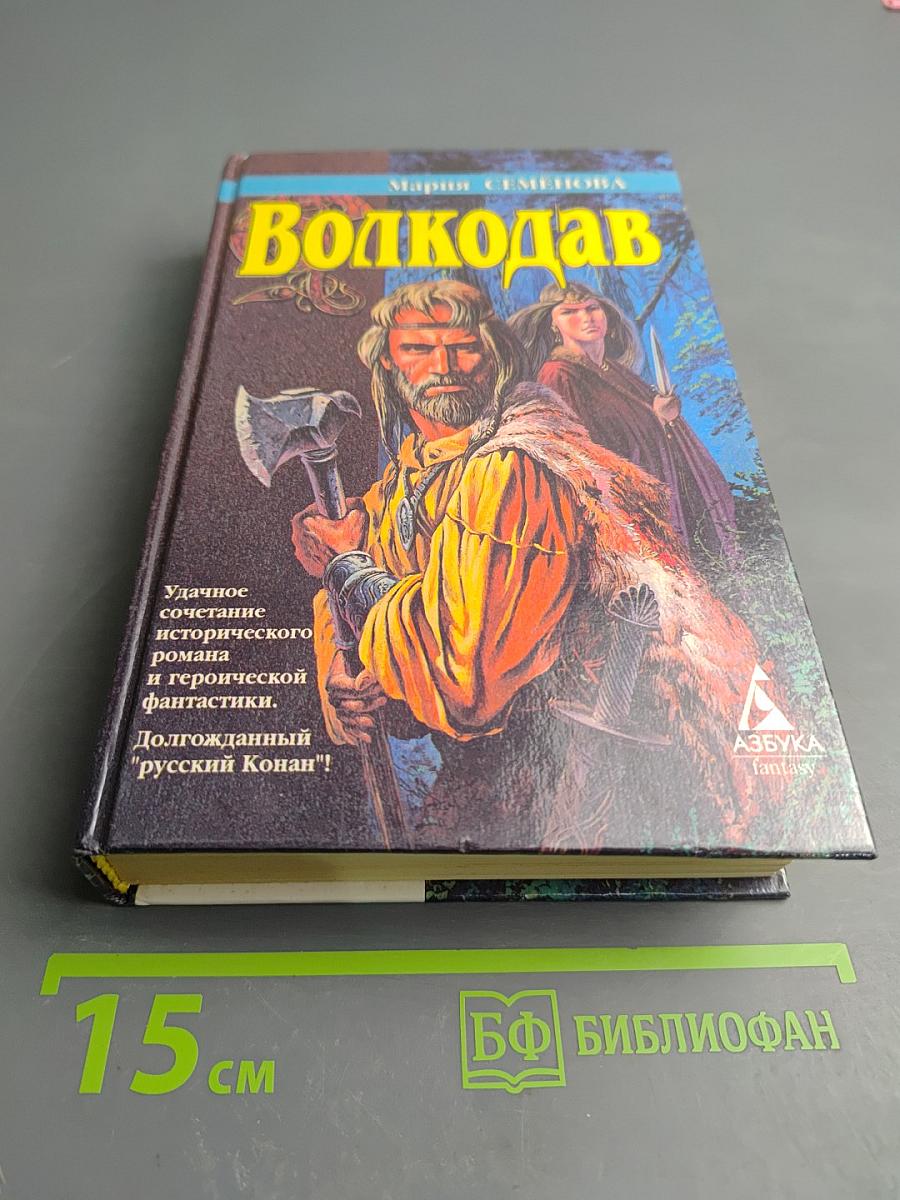 Мария СЕМЁНОВА
Волкодав
Удачное
сочетание
исторического
романа
и героической
фантастики.
Долгожданный
"русский Конан"!
АЗБУКА
fantasy
15 см
БФ БИБЛИОФАН